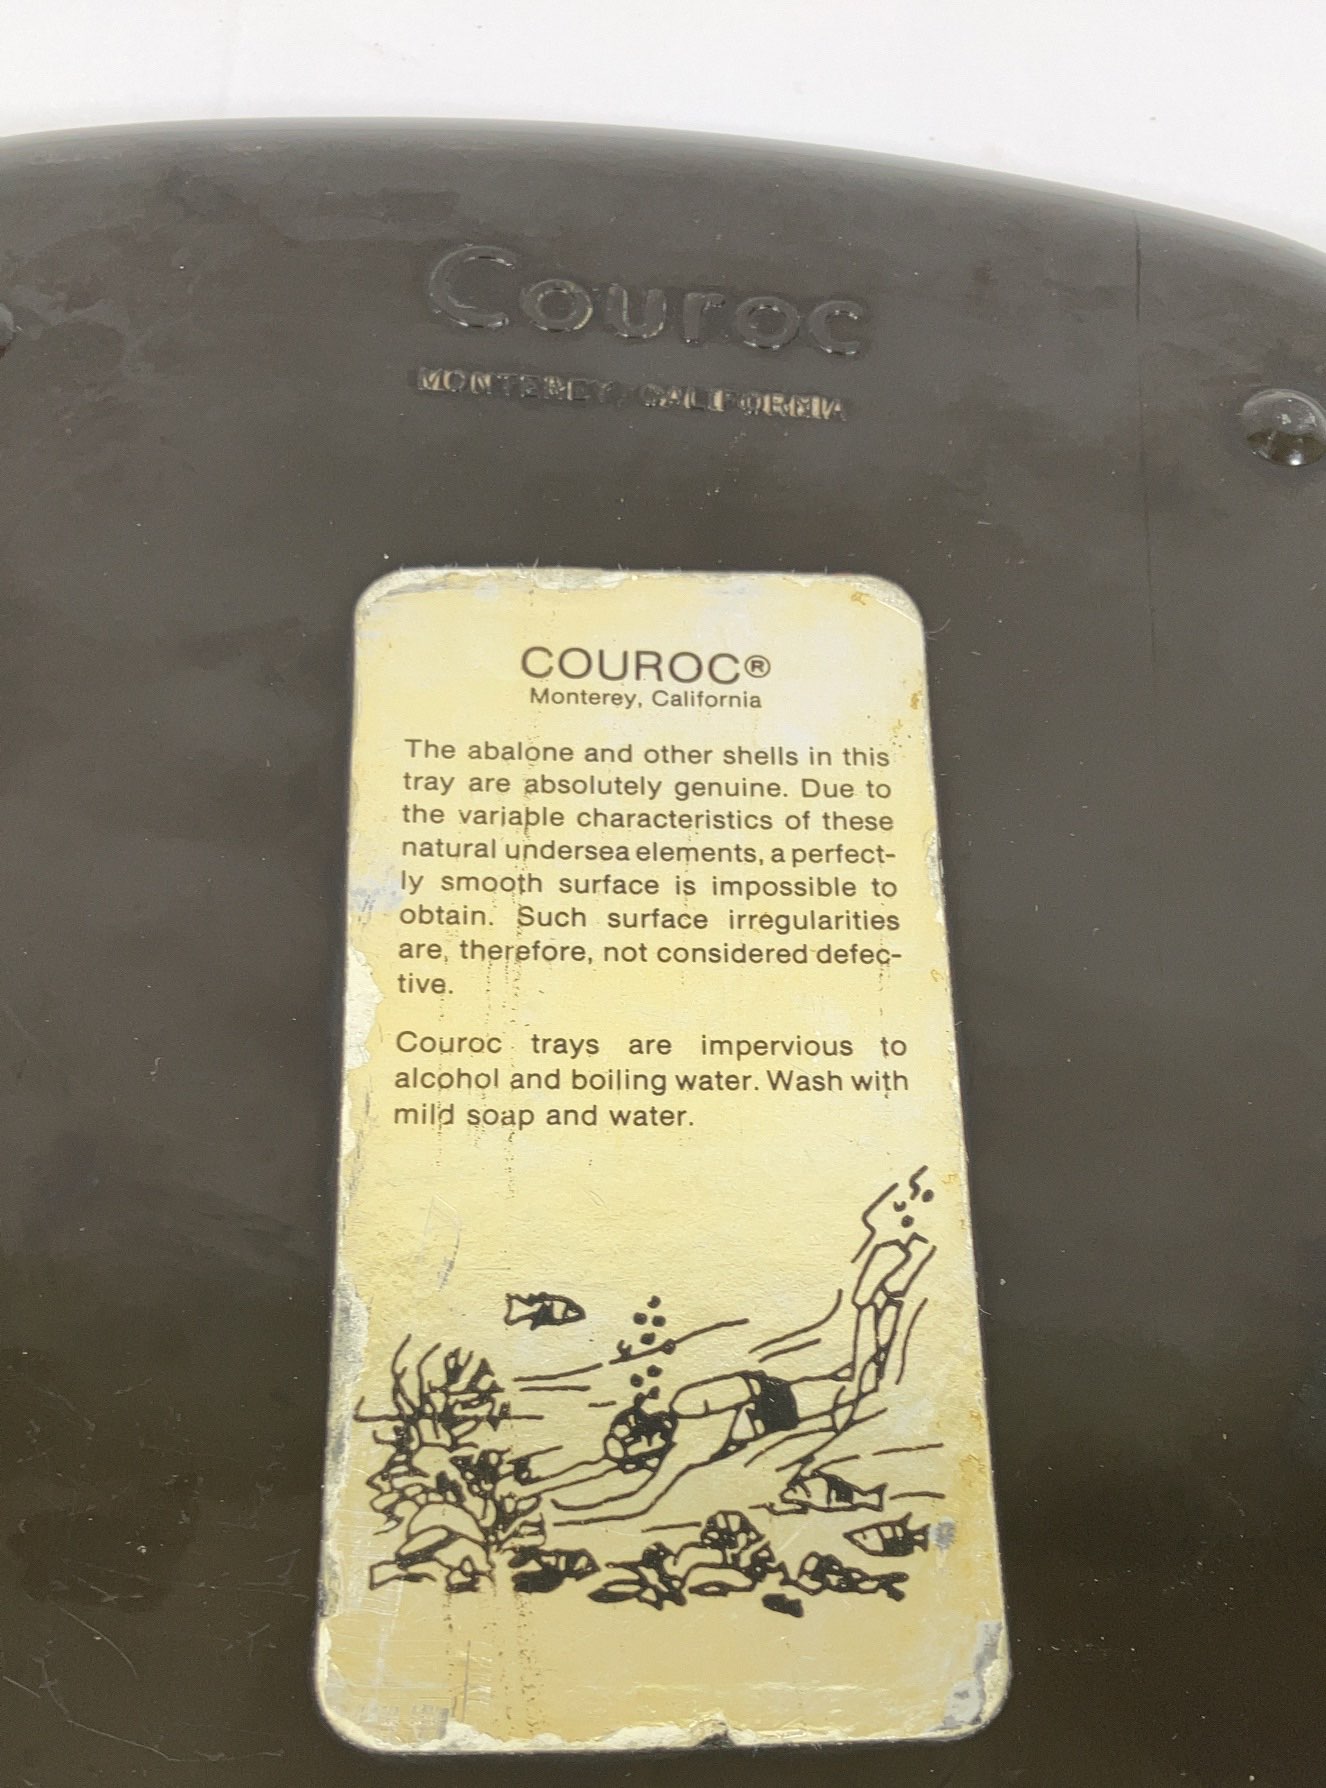 Couroc
MONTEREY, CALIFORNIA
COUROC®
Monterey, California
The abalone and other shells in this
tray are absolutely genuine. Due to
the variable characteristics of these
natural undersea elements, a perfect-
ly smooth surface is impossible to
obtain. Such surface irregularities
are, therefore, not considered defec-
tive.
Couroc trays are impervious to
alcohol and boiling water. Wash with
mild soap and water.